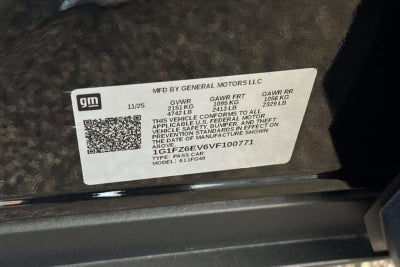 gm
MFD BY GENERAL MOTORS LLC
11/25 GVWR GAWR FRT GAWR RR
2151 KG 1095 KG 1056 KG
4742 LB 2413 LB 2329 LB
THIS VEHICLE CONFORMS TO ALL
APPLICABLE U.S. FEDERAL MOTOR
VEHICLE SAFETY, BUMPER, AND THEFT
PREVENTION STANDARDS IN EFFECT ON
THE DATE OF MANUFACTURE SHOWN
ABOVE.
1G1FZ6EV6VF100771
TYPE: PASS CAR